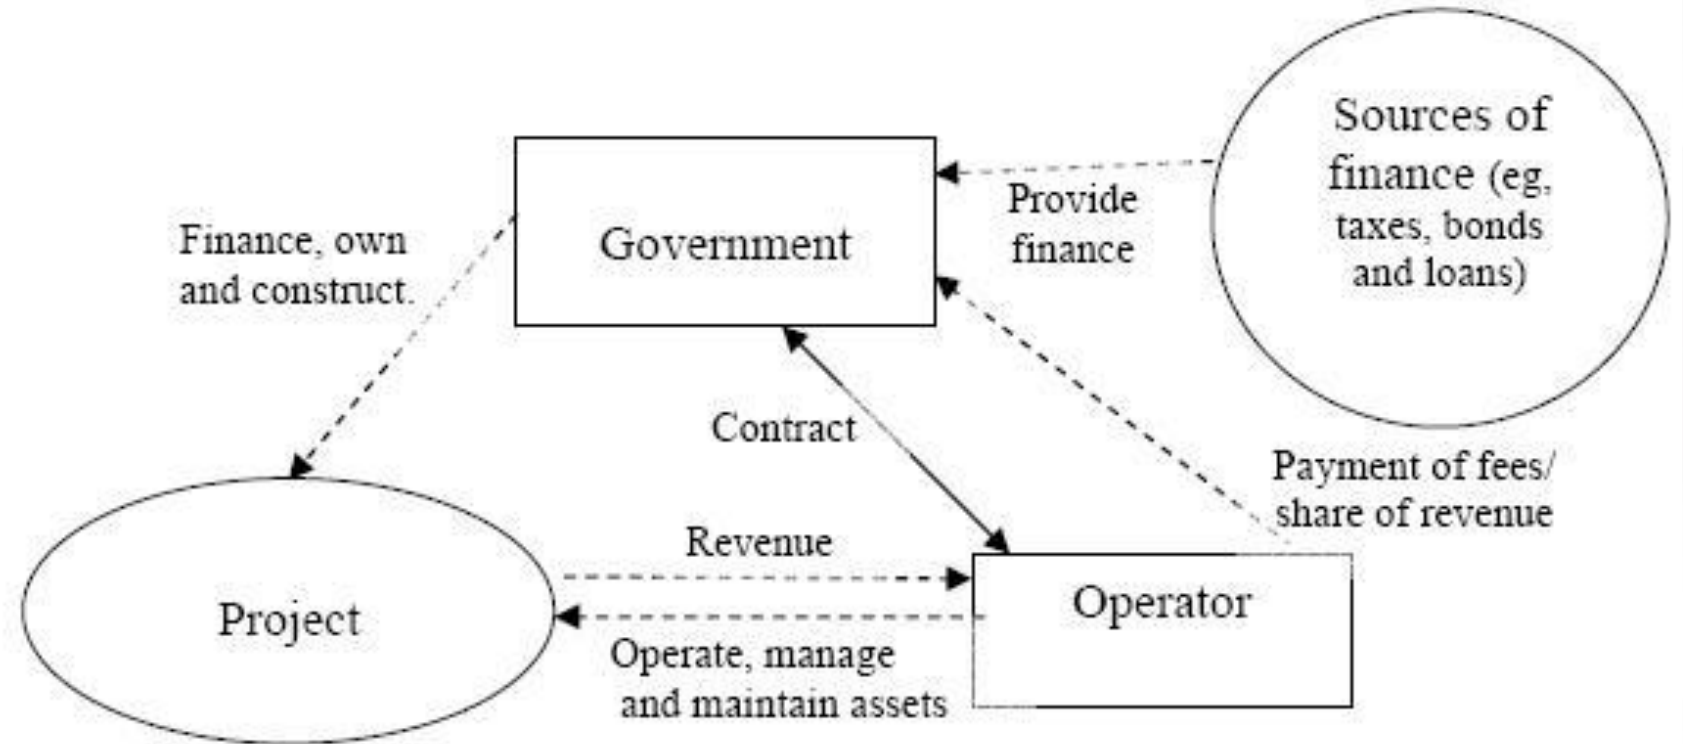 Sources of
finance (eg,
taxes, bonds
and loans)
Provide
finance
Government
Finance, own
and construct.
Contract
Payment of fees/
share of revenue
Revenue
Operator
Project
Operate, manage
and maintain assets